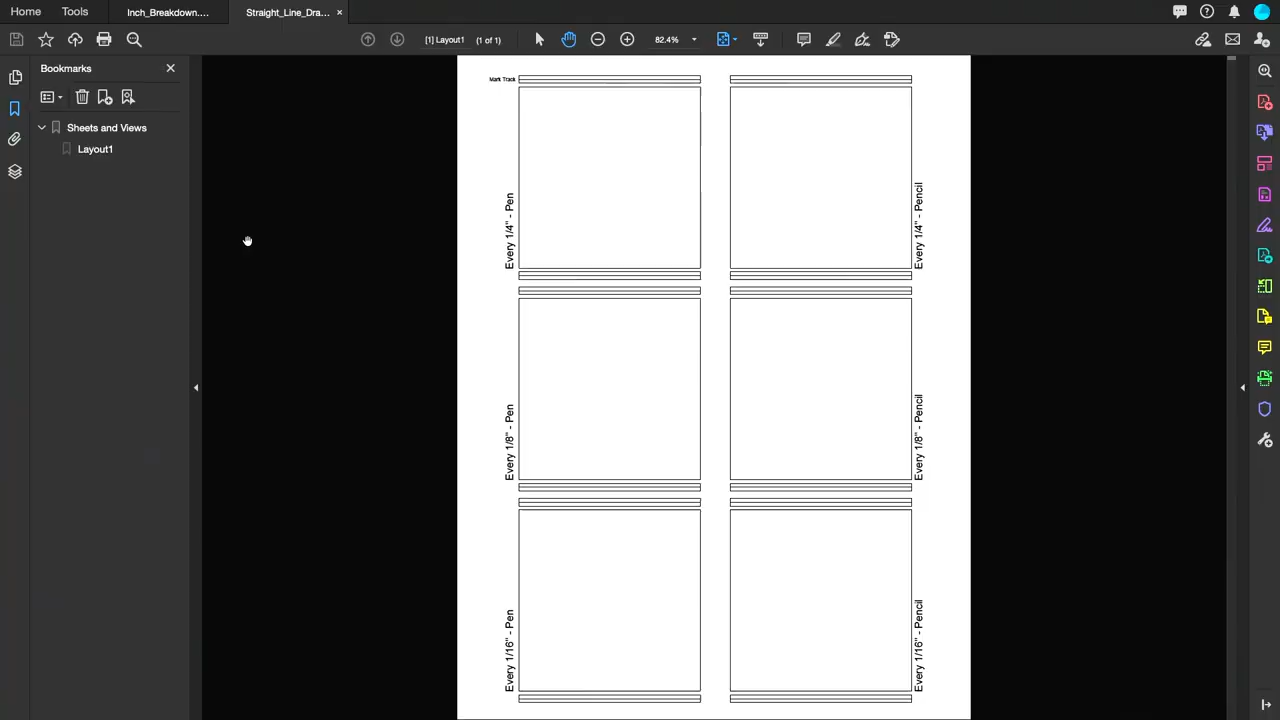 Home
Tools
Inch_Breakdown....
Straight_Line_Dra...
[1] Layout1
(1 of 1)
82.4%
Bookmarks
Sheets and Views
Layout1
Mark Track
Every 1/4" - Pen
Every 1/4" - Pencil
Every 1/8" - Pen
Every 1/8" - Pencil
Every 1/16" - Pen
Every 1/16" - Pencil